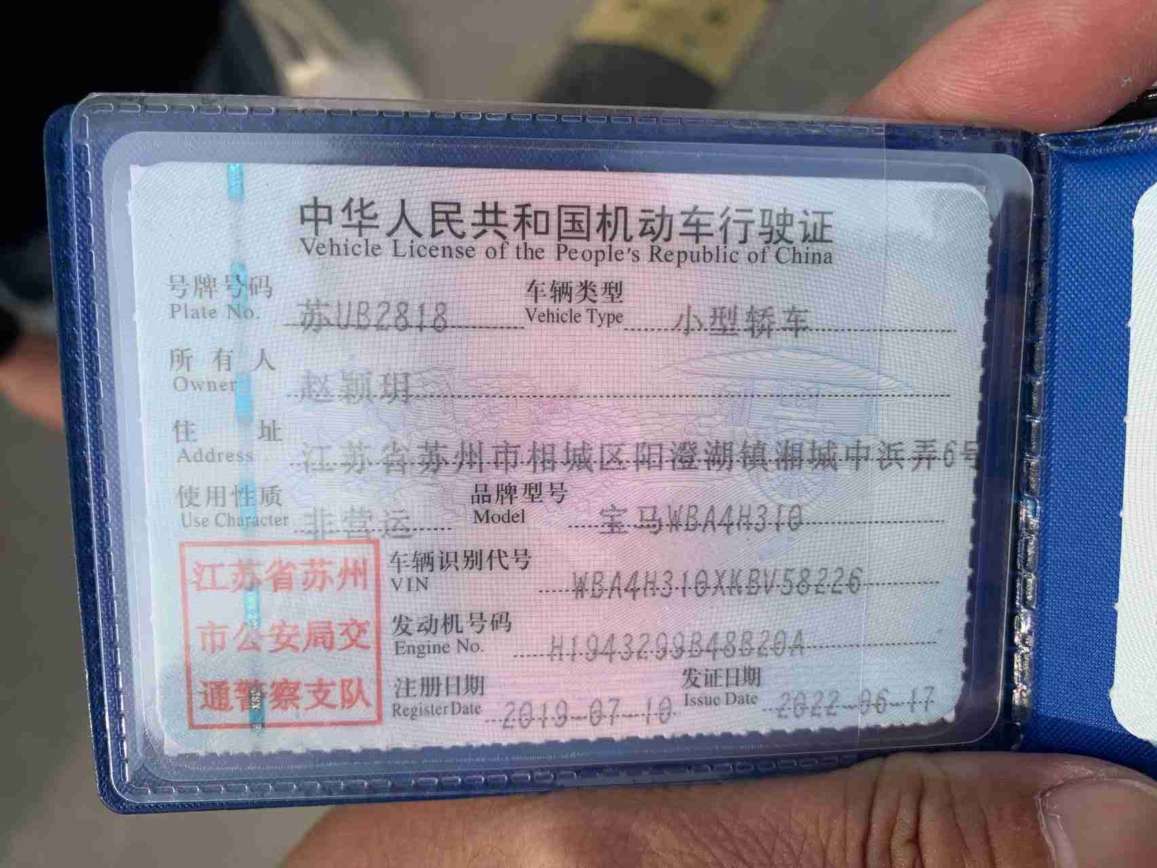 中华人民共和国机动车行驶证
Vehicle License of the People's Republic of China
号牌号码 苏UB2818 车辆类型 小型轿车
Plate No. Vehicle Type
所有人 赵颖玥
Owner
住址 江苏省苏州市相城区阳澄湖镇湘城中浜弄6号
Address
使用性质 非营运 品牌型号 宝马WBA4H310
Use Character Model
江苏省苏州
市公安局交
通警察支队
车辆识别代号 WBA4H310XKBV58226
VIN
发动机号码 H1943299B48B20A
Engine No.
注册日期 2019-07-10 发证日期 2022-06-17
Register Date Issue Date